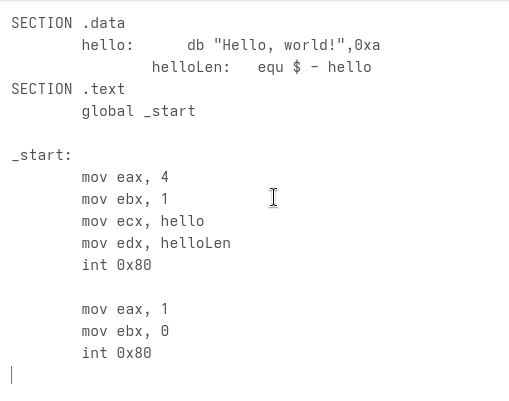 SECTION .data
hello:      db "Hello, world!",0xa
helloLen:   equ $ - hello
SECTION .text
global _start
_start:
mov eax, 4
mov ebx, 1
mov ecx, hello
mov edx, helloLen
int 0x80
mov eax, 1
mov ebx, 0
int 0x80